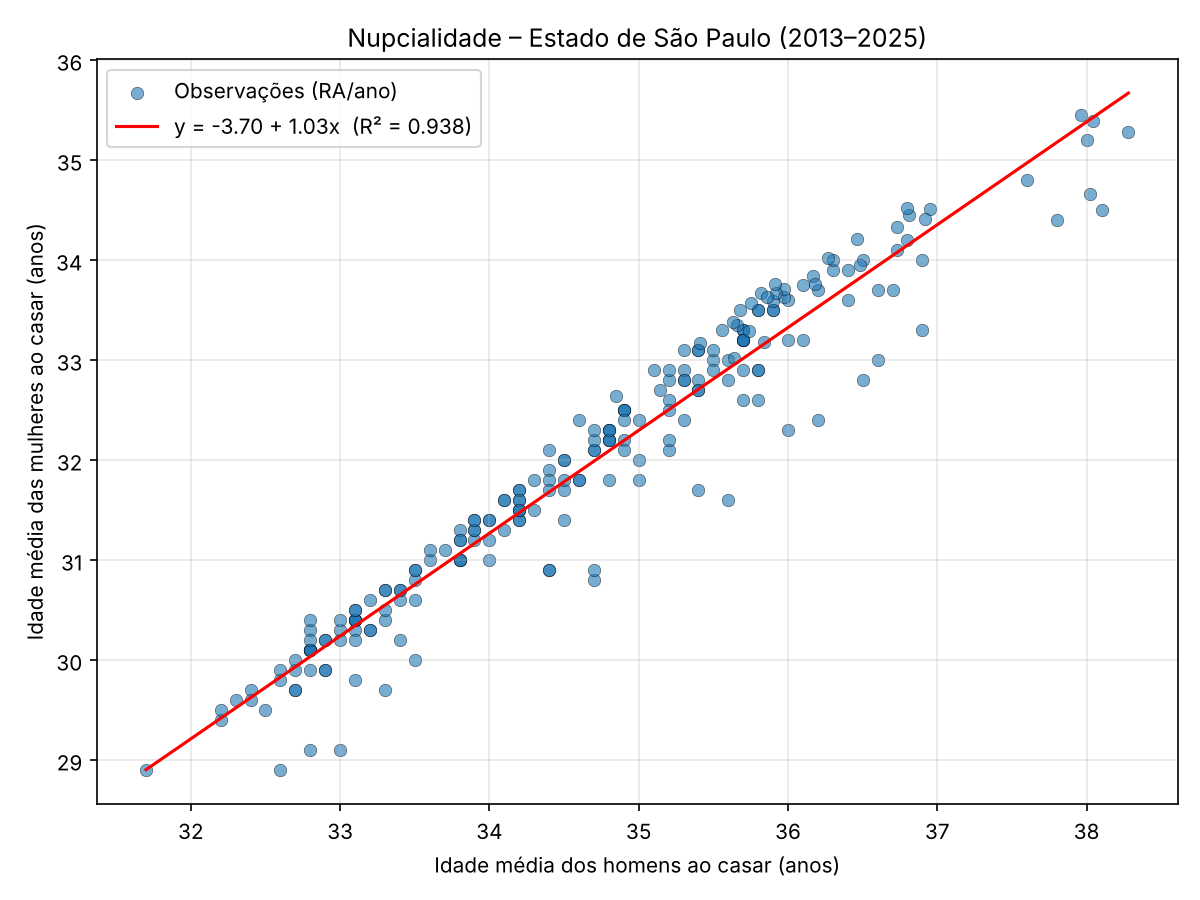 Nupcialidade – Estado de São Paulo (2013–2025)
Observações (RA/ano)
y = -3.70 + 1.03x (R² = 0.938)
Idade média das mulheres ao casar (anos)
36
35
34
33
32
31
30
29
32 33 34 35 36 37 38
Idade média dos homens ao casar (anos)